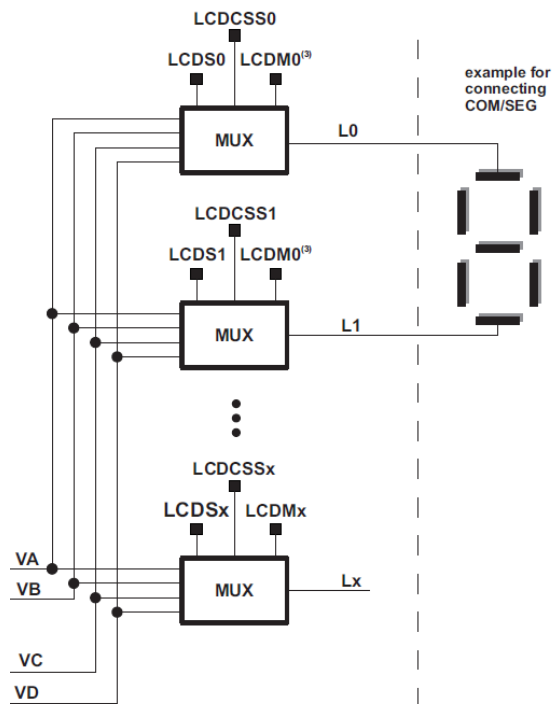 LCDCSS0
LCDS0
LCDM0(3)
MUX
L0
example for
connecting
COM/SEG
LCDCSS1
LCDS1
LCDM0(3)
MUX
L1
LCDCSSx
LCDSx
LCDMx
MUX
Lx
VA
VB
VC
VD